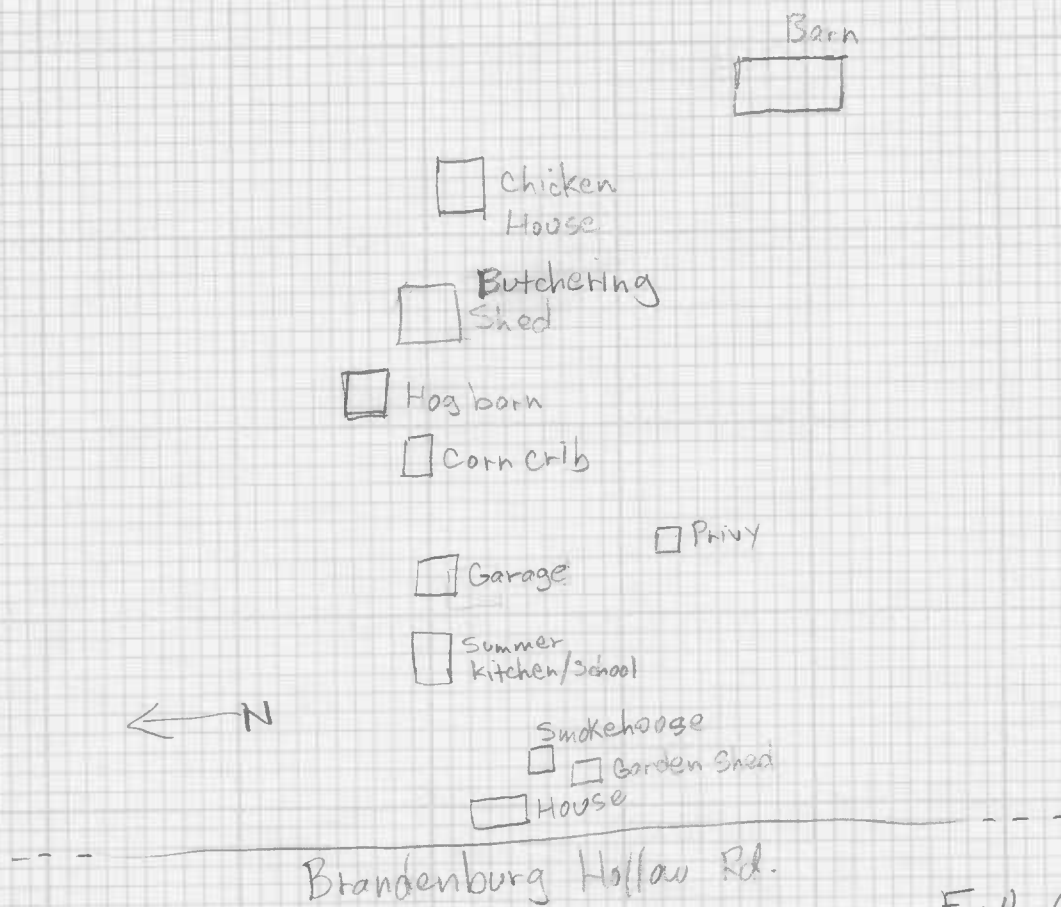 Barn
Chicken
House
Butchering
Shed
Hog barn
Corn Crib
Privy
Garage
Summer
Kitchen/School
N
Smokehoose
Garden Shed
House
Brandenburg Hollow Rd.